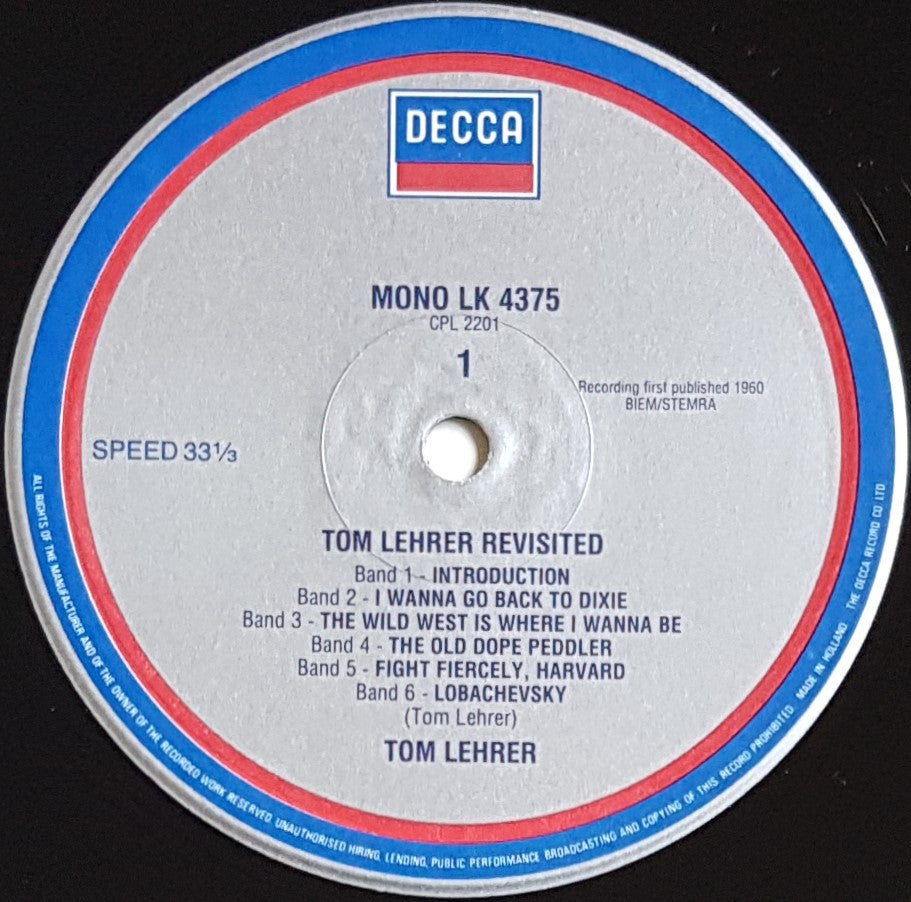 DECCA
MONO LK 4375
CPL 2201
1
Recording first published 1960
BIEM/STEMRA
SPEED 33⅓
TOM LEHRER REVISITED
Band 1 - INTRODUCTION
Band 2 - I WANNA GO BACK TO DIXIE
Band 3 - THE WILD WEST IS WHERE I WANNA BE
Band 4 - THE OLD DOPE PEDDLER
Band 5 - FIGHT FIERCELY, HARVARD
Band 6 - LOBACHEVSKY
(Tom Lehrer)
TOM LEHRER
ALL RIGHTS OF THE MANUFACTURER AND OF THE OWNER OF THE RECORDED WORK RESERVED. UNAUTHORISED HIRING, LENDING, PUBLIC PERFORMANCE BROADCASTING AND COPYING OF THIS RECORD PROHIBITED. MADE IN HOLLAND. THE DECCA RECORD CO LTD